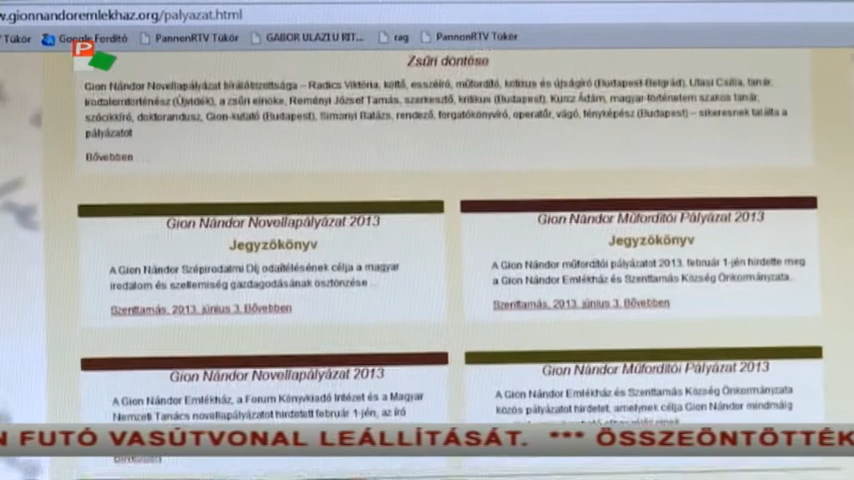 w.gionnandoremlekhaz.org/palyazat.html
Tükör Google Fordító PannonRTV Tükör GABOR ULAZI U RIT... rag PannonRTV Tükör
P
Zsűri döntése
Gion Nándor Novellapályázat bírálóbizottsága – Radics Viktória, költő, esszéíró, műfordító, kritikus és újságíró (Budapest-Belgrád), Utasi Csilla, tanár,
irodalomtörténész (Újvidék), a zsűri elnöke, Reményi József Tamás, szerkesztő, kritikus (Budapest), Kurcz Ádám, magyar-történelem szakos tanár,
szócikkíró, doktorandusz, Gion-kutató (Budapest), Simonyi Balázs, rendező, forgatókönyvíró, operatőr, vágó, fényképész (Budapest) – sikeresnek találta a
pályázatot
Bővebben
Gion Nándor Novellapályázat 2013
Jegyzőkönyv
A Gion Nándor Szépirodalmi Díj odaítélésének célja a magyar
irodalom és szellemiség gazdagodásának ösztönzése ...
Szenttamás, 2013. június 3. Bővebben
Gion Nándor Műfordítói Pályázat 2013
Jegyzőkönyv
A Gion Nándor műfordítói pályázatot 2013. február 1-jén hirdette meg
a Gion Nándor Emlékház és Szenttamás Község Önkormányzata...
Szenttamás, 2013. június 3. Bővebben
Gion Nándor Novellapályázat 2013
A Gion Nándor Emlékház, a Forum Könyvkiadó Intézet és a Magyar
Nemzeti Tanács novellapályázatot hirdetett február 1-jén, az író
Gion Nándor Műfordítói Pályázat 2013
A Gion Nándor Emlékház és Szenttamás Község Önkormányzata
közös pályázatot hirdetet, amelynek célja Gion Nándor mindmáig
N FUTÓ VASÚTVONAL LEÁLLÍTÁSÁT. *** ÖSSZEÖNTÖTTÉK